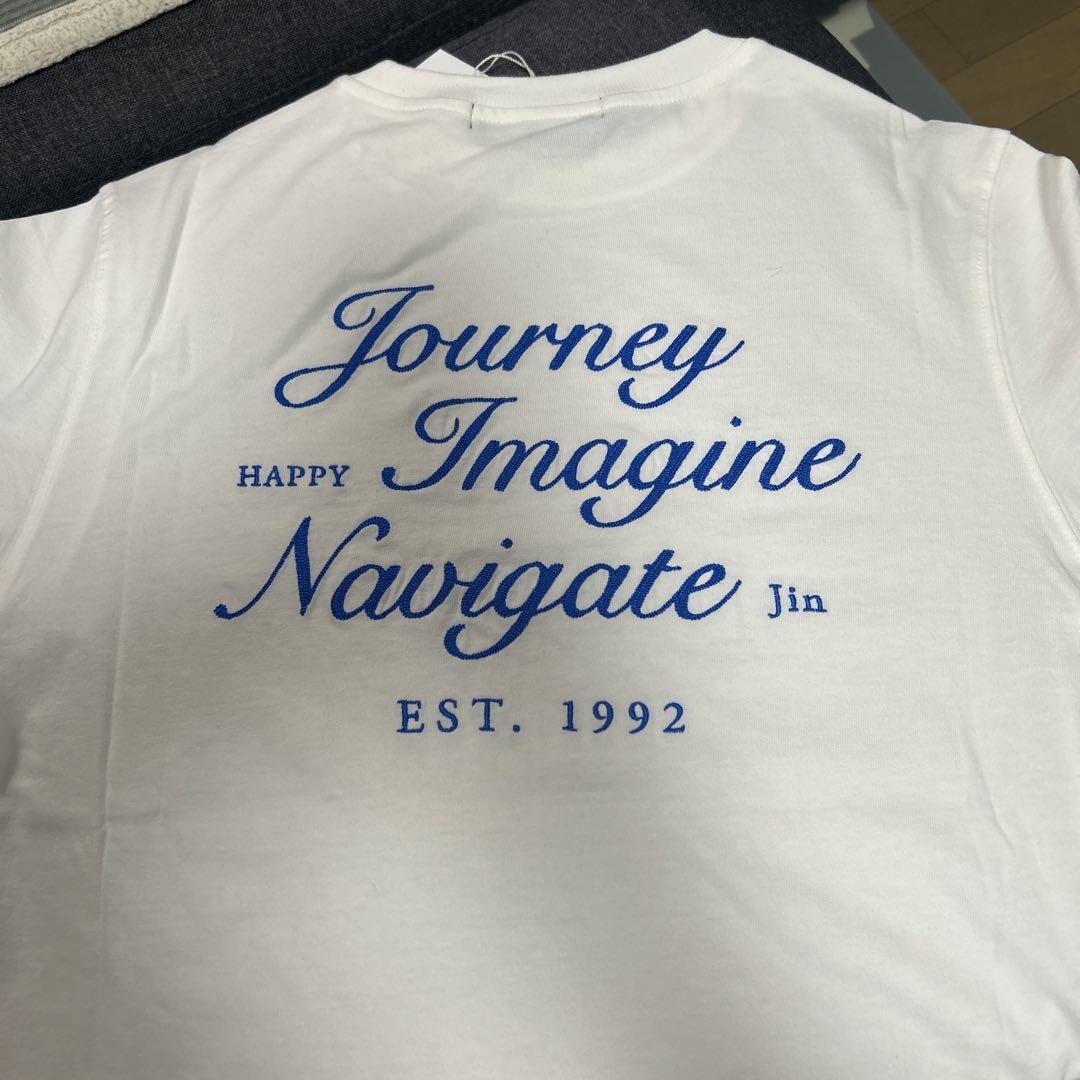 Journey
HAPPY Imagine
Navigate Jin
EST. 1992